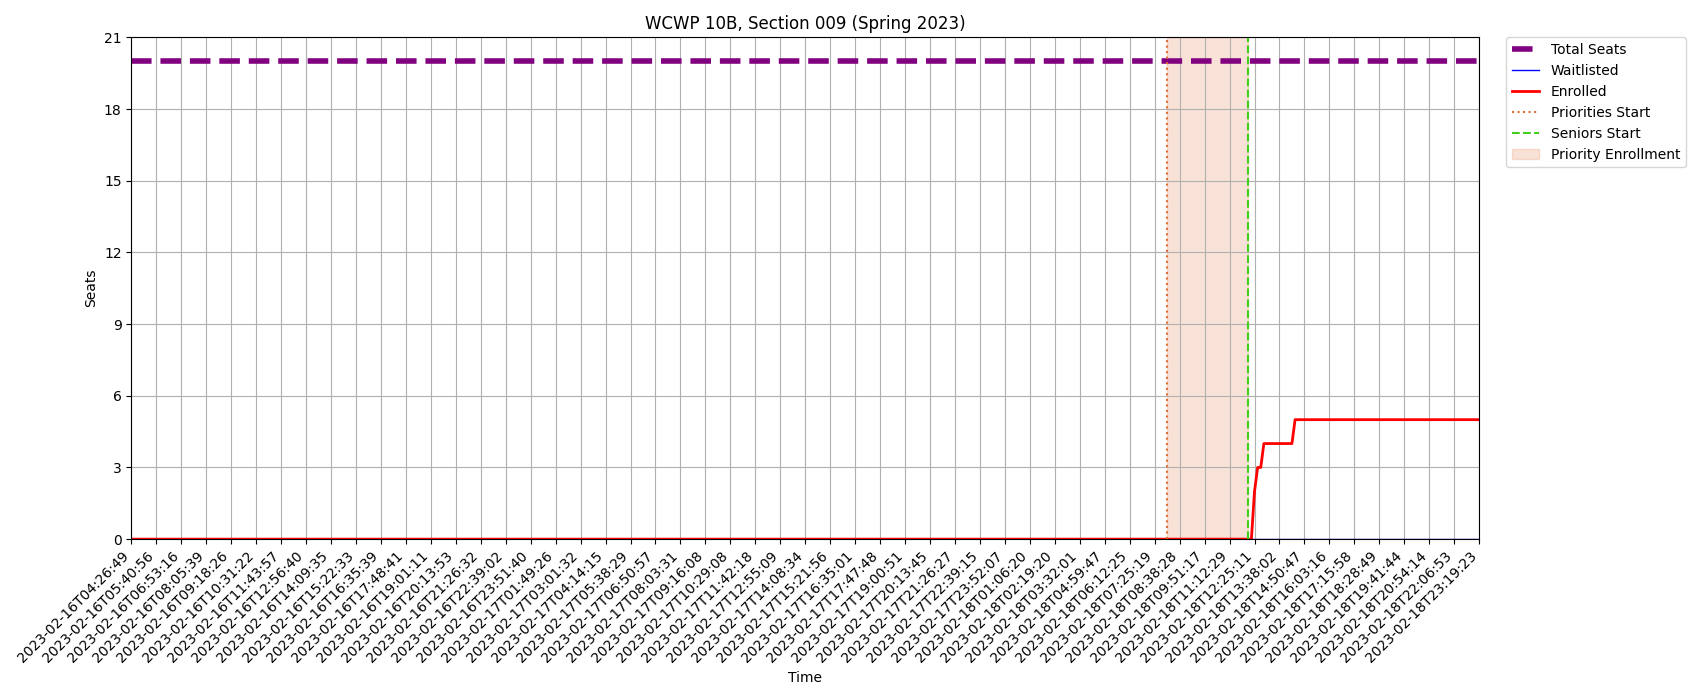 WCWP 10B, Section 009 (Spring 2023)
Total Seats
Waitlisted
Enrolled
Priorities Start
Seniors Start
Priority Enrollment
Seats
21
18
15
12
9
6
3
0
2023-02-16T04:26:49
2023-02-16T05:40:56
2023-02-16T06:53:16
2023-02-16T08:05:39
2023-02-16T09:18:26
2023-02-16T10:31:22
2023-02-16T11:43:57
2023-02-16T12:56:40
2023-02-16T14:09:35
2023-02-16T15:22:33
2023-02-16T16:35:39
2023-02-16T17:48:41
2023-02-16T19:01:11
2023-02-16T20:13:53
2023-02-16T21:26:32
2023-02-16T22:39:02
2023-02-16T23:51:40
2023-02-17T01:49:26
2023-02-17T03:01:32
2023-02-17T04:14:15
2023-02-17T05:38:29
2023-02-17T06:50:57
2023-02-17T08:03:31
2023-02-17T09:16:08
2023-02-17T10:29:08
2023-02-17T11:42:18
2023-02-17T12:55:09
2023-02-17T14:08:34
2023-02-17T15:21:56
2023-02-17T16:35:01
2023-02-17T17:47:48
2023-02-17T19:00:51
2023-02-17T20:13:45
2023-02-17T21:26:27
2023-02-17T22:39:15
2023-02-17T23:52:07
2023-02-18T01:06:20
2023-02-18T02:19:20
2023-02-18T03:32:01
2023-02-18T04:59:47
2023-02-18T06:12:25
2023-02-18T07:25:19
2023-02-18T08:38:28
2023-02-18T09:51:17
2023-02-18T11:12:29
2023-02-18T12:25:11
2023-02-18T13:38:02
2023-02-18T14:50:47
2023-02-18T16:03:16
2023-02-18T17:15:58
2023-02-18T18:28:49
2023-02-18T19:41:44
2023-02-18T20:54:14
2023-02-18T22:06:53
2023-02-18T23:19:23
Time